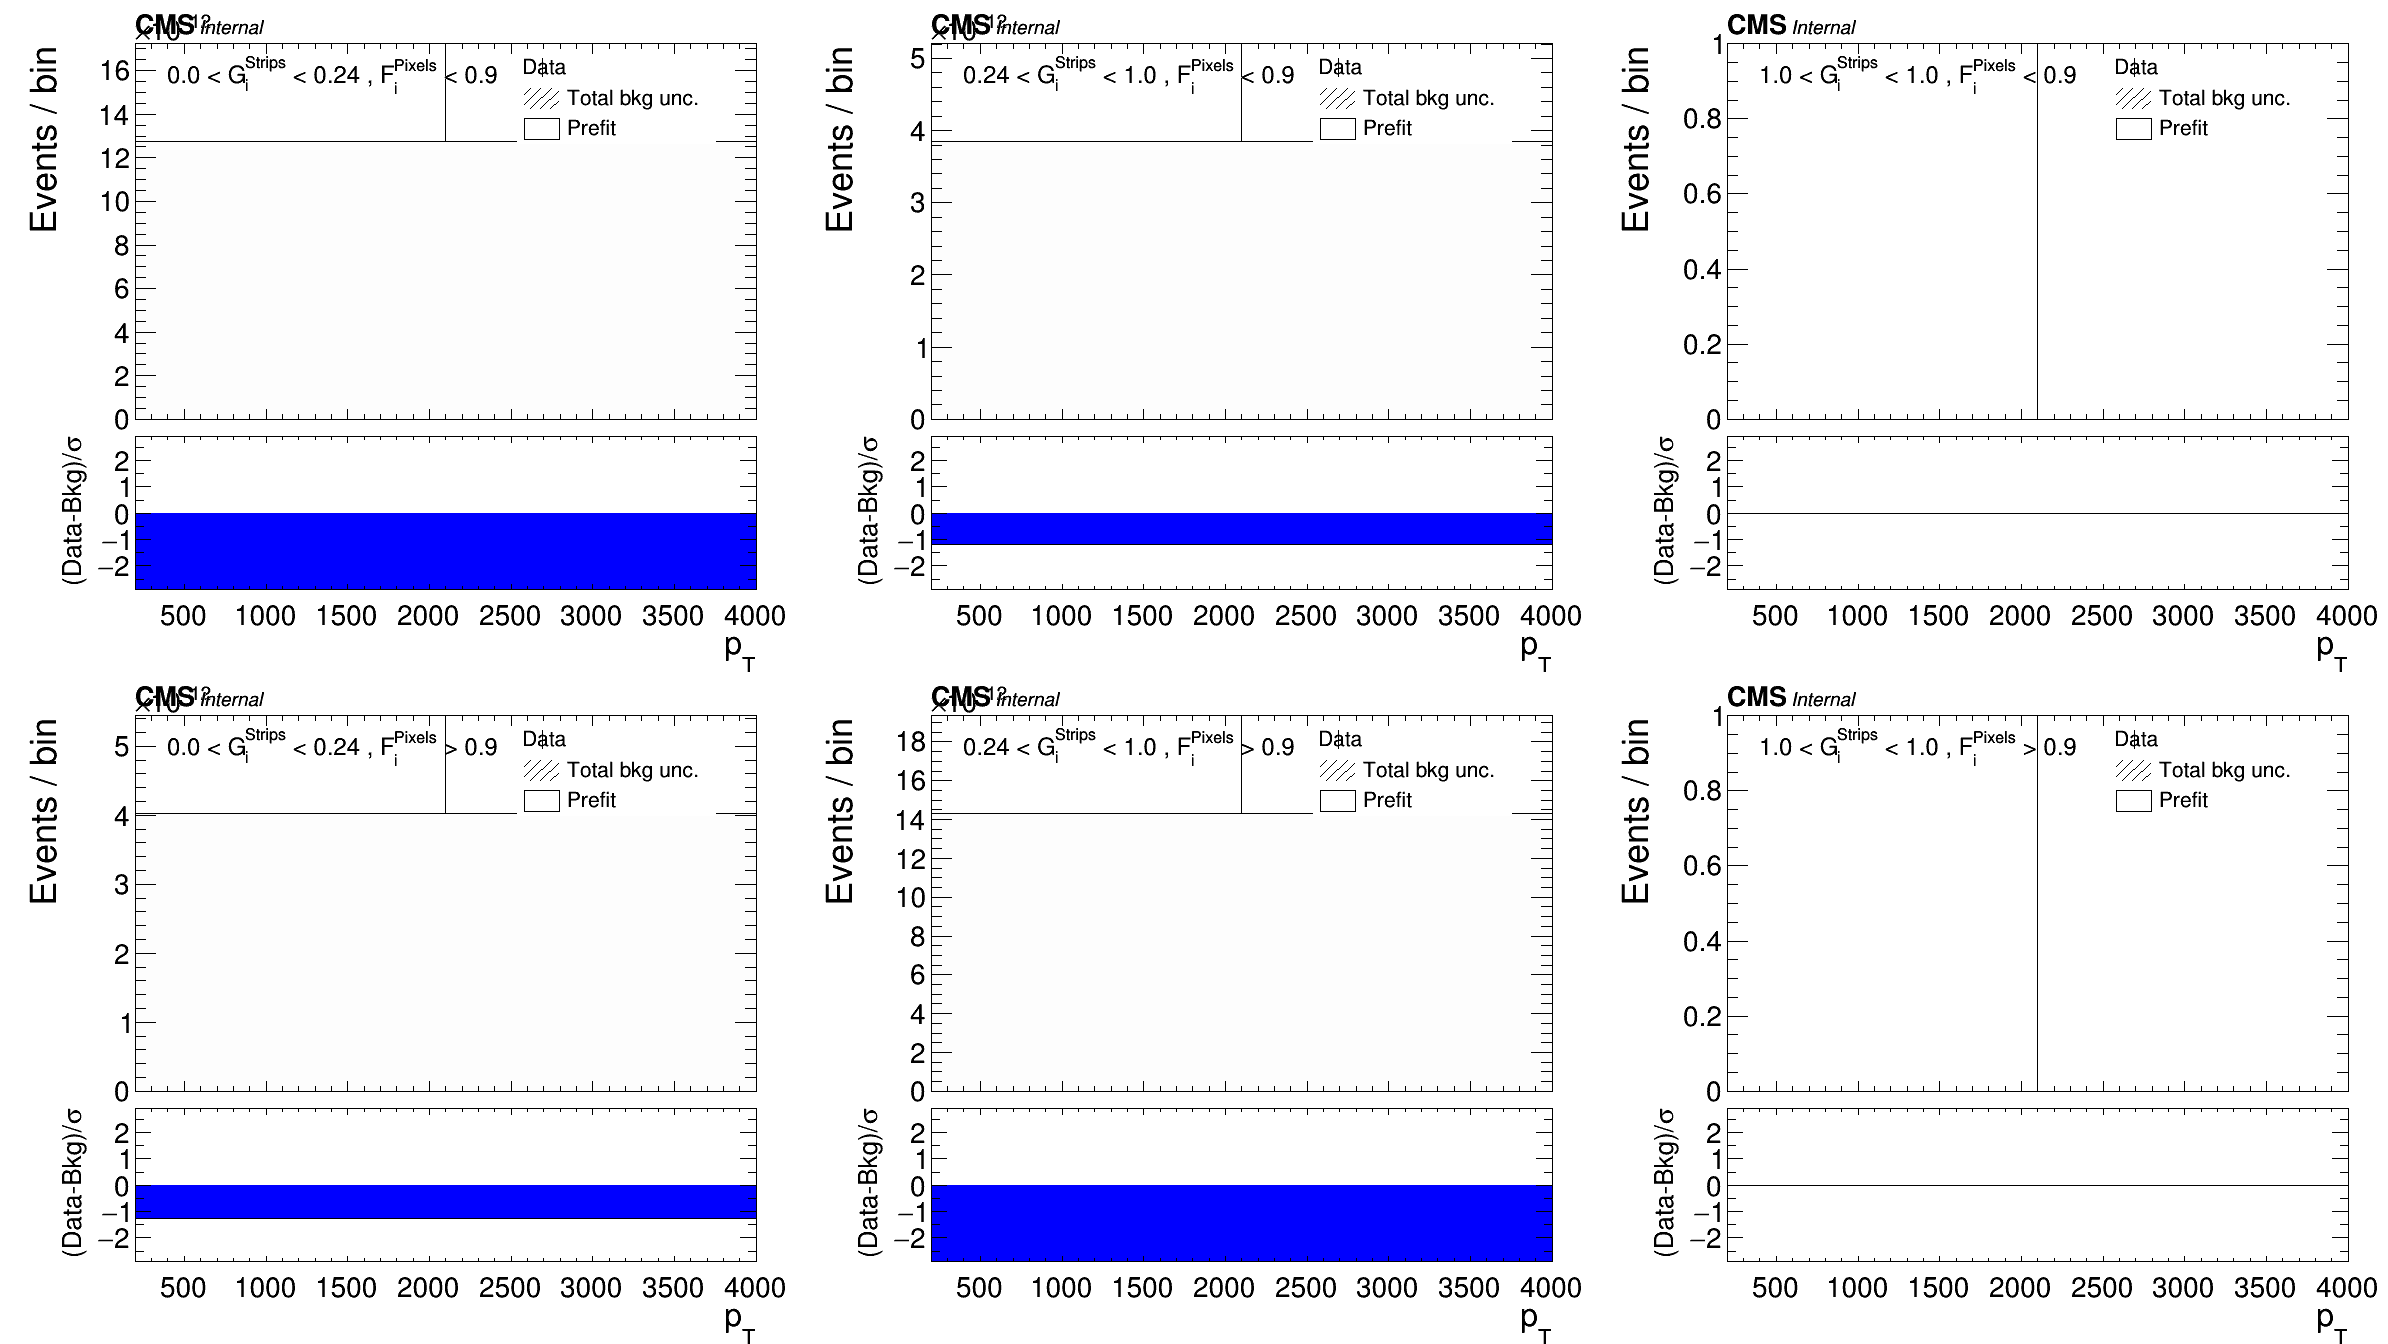 CMS Internal
CMS Internal
CMS Internal
Events / bin
16
14
12
10
8
6
4
2
0
0.0 < G_i^Strips < 0.24 , F_i^Pixels < 0.9
Data
Total bkg unc.
Prefit
(Data-Bkg)/σ
2
1
0
−1
−2
500 1000 1500 2000 2500 3000 3500 4000
p_T
Events / bin
5
4
3
2
1
0
0.24 < G_i^Strips < 1.0 , F_i^Pixels < 0.9
Data
Total bkg unc.
Prefit
(Data-Bkg)/σ
2
1
0
−1
−2
500 1000 1500 2000 2500 3000 3500 4000
p_T
Events / bin
1
0.8
0.6
0.4
0.2
0
1.0 < G_i^Strips < 1.0 , F_i^Pixels < 0.9
Data
Total bkg unc.
Prefit
(Data-Bkg)/σ
2
1
0
−1
−2
500 1000 1500 2000 2500 3000 3500 4000
p_T
CMS Internal
CMS Internal
CMS Internal
Events / bin
5
4
3
2
1
0
0.0 < G_i^Strips < 0.24 , F_i^Pixels > 0.9
Data
Total bkg unc.
Prefit
(Data-Bkg)/σ
2
1
0
−1
−2
500 1000 1500 2000 2500 3000 3500 4000
p_T
Events / bin
18
16
14
12
10
8
6
4
2
0
0.24 < G_i^Strips < 1.0 , F_i^Pixels > 0.9
Data
Total bkg unc.
Prefit
(Data-Bkg)/σ
2
1
0
−1
−2
500 1000 1500 2000 2500 3000 3500 4000
p_T
Events / bin
1
0.8
0.6
0.4
0.2
0
1.0 < G_i^Strips < 1.0 , F_i^Pixels > 0.9
Data
Total bkg unc.
Prefit
(Data-Bkg)/σ
2
1
0
−1
−2
500 1000 1500 2000 2500 3000 3500 4000
p_T